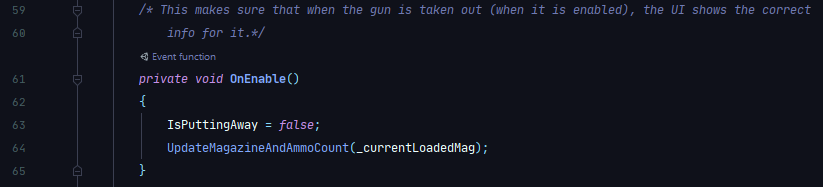 59 /* This makes sure that when the gun is taken out (when it is enabled), the UI shows the correct
60 info for it.*/
Event function
61 private void OnEnable()
62 {
63 IsPuttingAway = false;
64 UpdateMagazineAndAmmoCount(_currentLoadedMag);
65 }